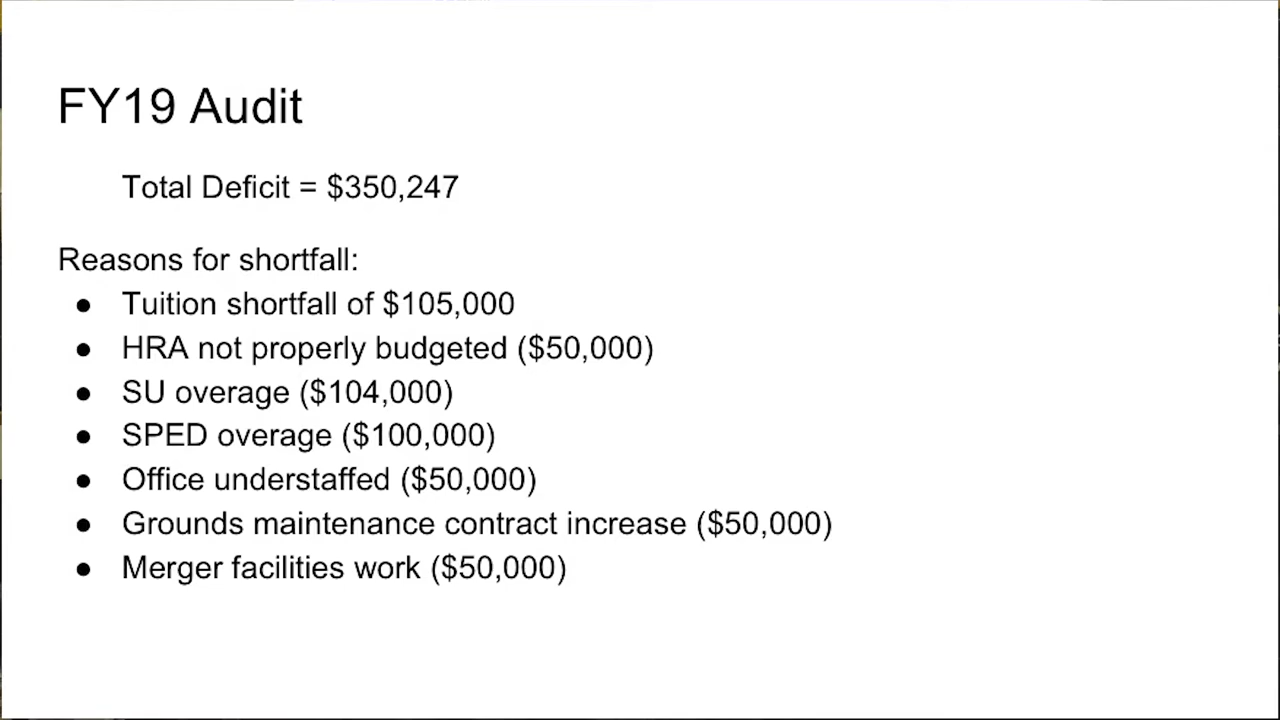 FY19 Audit
Total Deficit = $350,247
Reasons for shortfall:
● Tuition shortfall of $105,000
● HRA not properly budgeted ($50,000)
● SU overage ($104,000)
● SPED overage ($100,000)
● Office understaffed ($50,000)
● Grounds maintenance contract increase ($50,000)
● Merger facilities work ($50,000)